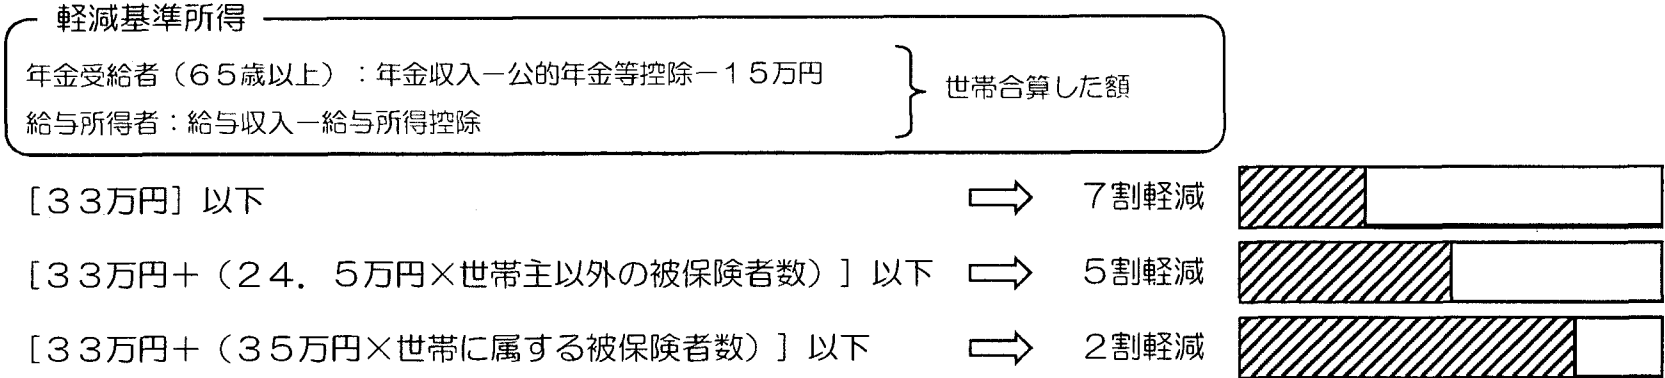 軽減基準所得
年金受給者（６５歳以上）：年金収入－公的年金等控除－１５万円
世帯合算した額
給与所得者：給与収入－給与所得控除
［３３万円］以下 ⇨ ７割軽減
［３３万円＋（２４．５万円×世帯主以外の被保険者数）］以下 ⇨ ５割軽減
［３３万円＋（３５万円×世帯に属する被保険者数）］以下 ⇨ ２割軽減